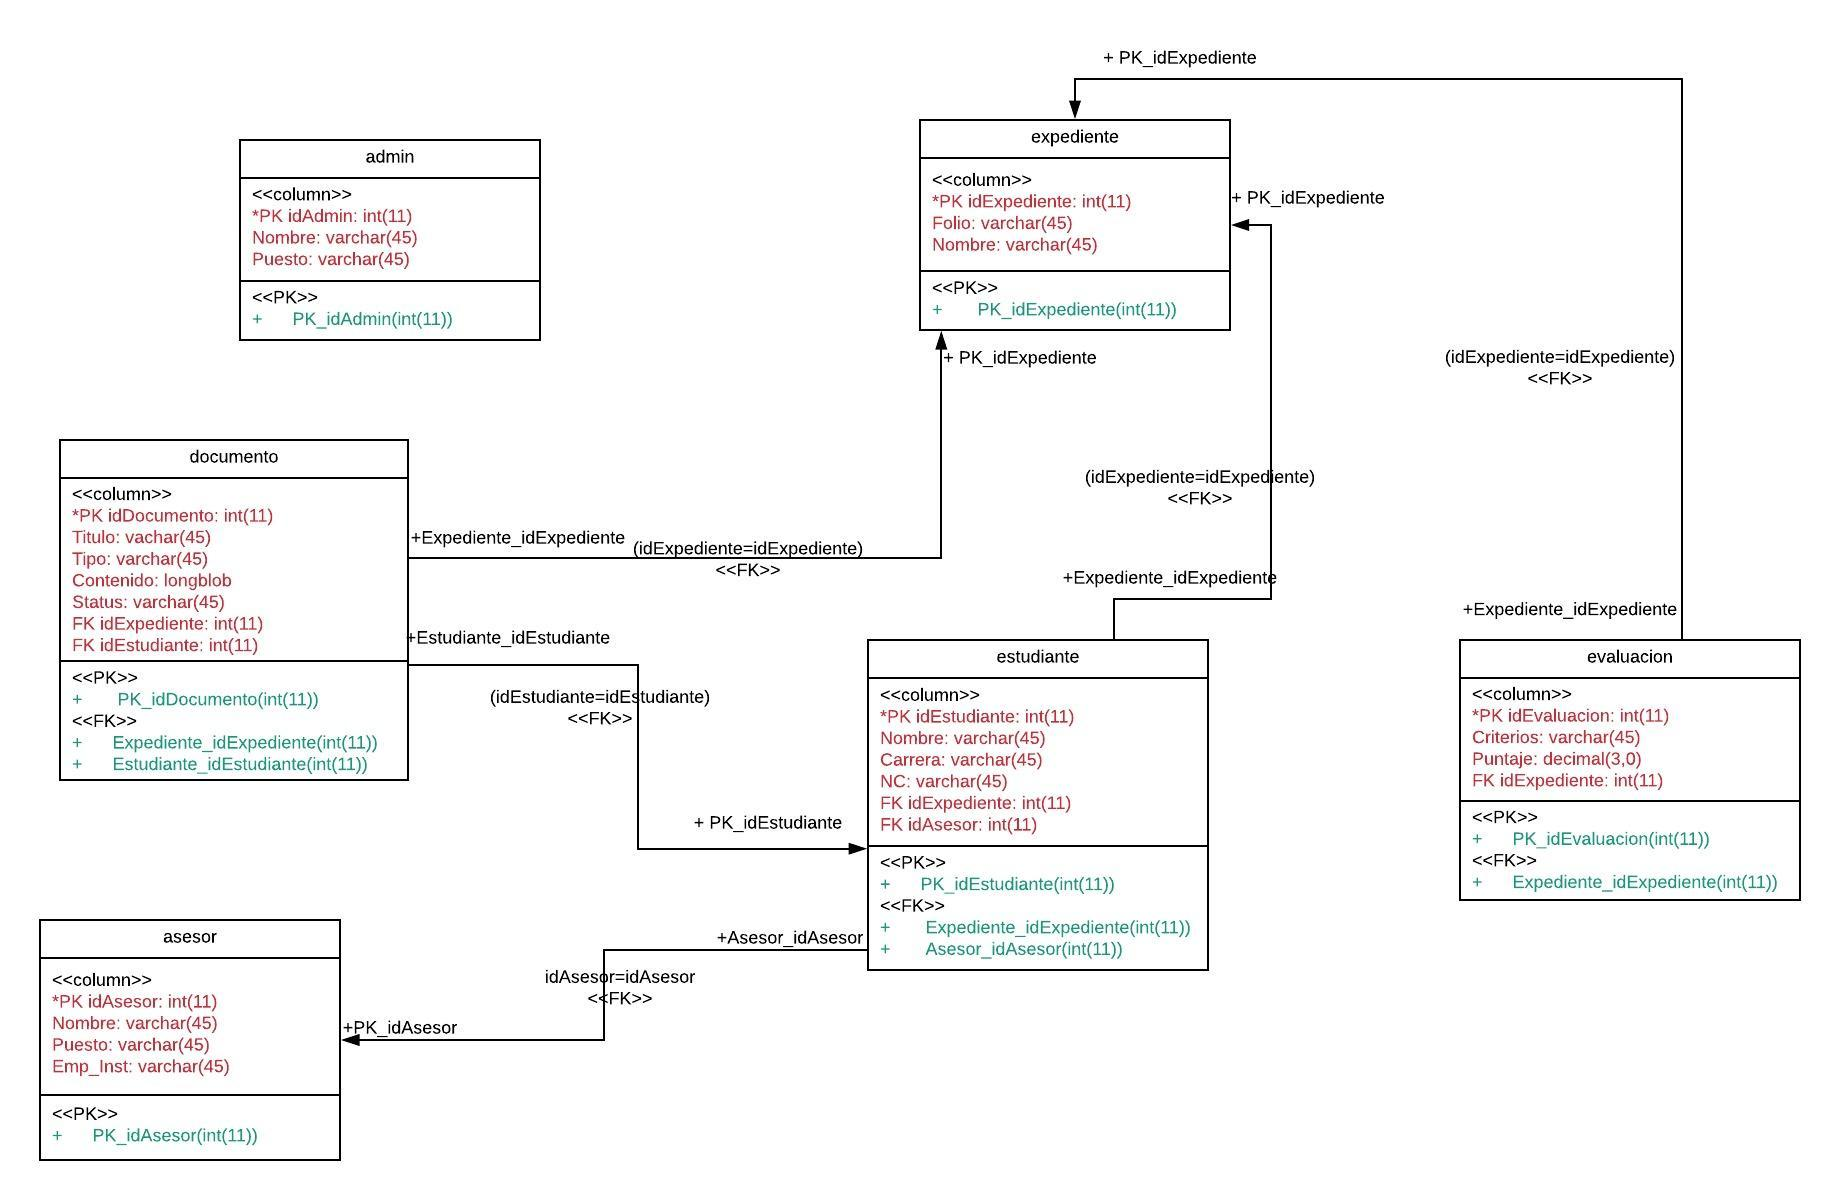 + PK_idExpediente
expediente
<<column>>
*PK idExpediente: int(11)
Folio: varchar(45)
Nombre: varchar(45)
<<PK>>
+ PK_idExpediente(int(11))
admin
<<column>>
*PK idAdmin: int(11)
Nombre: varchar(45)
Puesto: varchar(45)
<<PK>>
+ PK_idAdmin(int(11))
+ PK_idExpediente
+ PK_idExpediente
(idExpediente=idExpediente)
<<FK>>
(idExpediente=idExpediente)
<<FK>>
+Expediente_idExpediente
+Expediente_idExpediente
documento
<<column>>
*PK idDocumento: int(11)
Titulo: vachar(45)
Tipo: varchar(45)
Contenido: longblob
Status: varchar(45)
FK idExpediente: int(11)
FK idEstudiante: int(11)
<<PK>>
+ PK_idDocumento(int(11))
<<FK>>
+ Expediente_idExpediente(int(11))
+ Estudiante_idEstudiante(int(11))
+Expediente_idExpediente
(idExpediente=idExpediente)
<<FK>>
+Estudiante_idEstudiante
(idEstudiante=idEstudiante)
<<FK>>
+ PK_idEstudiante
estudiante
<<column>>
*PK idEstudiante: int(11)
Nombre: varchar(45)
Carrera: varchar(45)
NC: varchar(45)
FK idExpediente: int(11)
FK idAsesor: int(11)
<<PK>>
+ PK_idEstudiante(int(11))
<<FK>>
+ Expediente_idExpediente(int(11))
+ Asesor_idAsesor(int(11))
evaluacion
<<column>>
*PK idEvaluacion: int(11)
Criterios: varchar(45)
Puntaje: decimal(3,0)
FK idExpediente: int(11)
<<PK>>
+ PK_idEvaluacion(int(11))
<<FK>>
+ Expediente_idExpediente(int(11))
+Asesor_idAsesor
idAsesor=idAsesor
<<FK>>
+PK_idAsesor
asesor
<<column>>
*PK idAsesor: int(11)
Nombre: varchar(45)
Puesto: varchar(45)
Emp_Inst: varchar(45)
<<PK>>
+ PK_idAsesor(int(11))